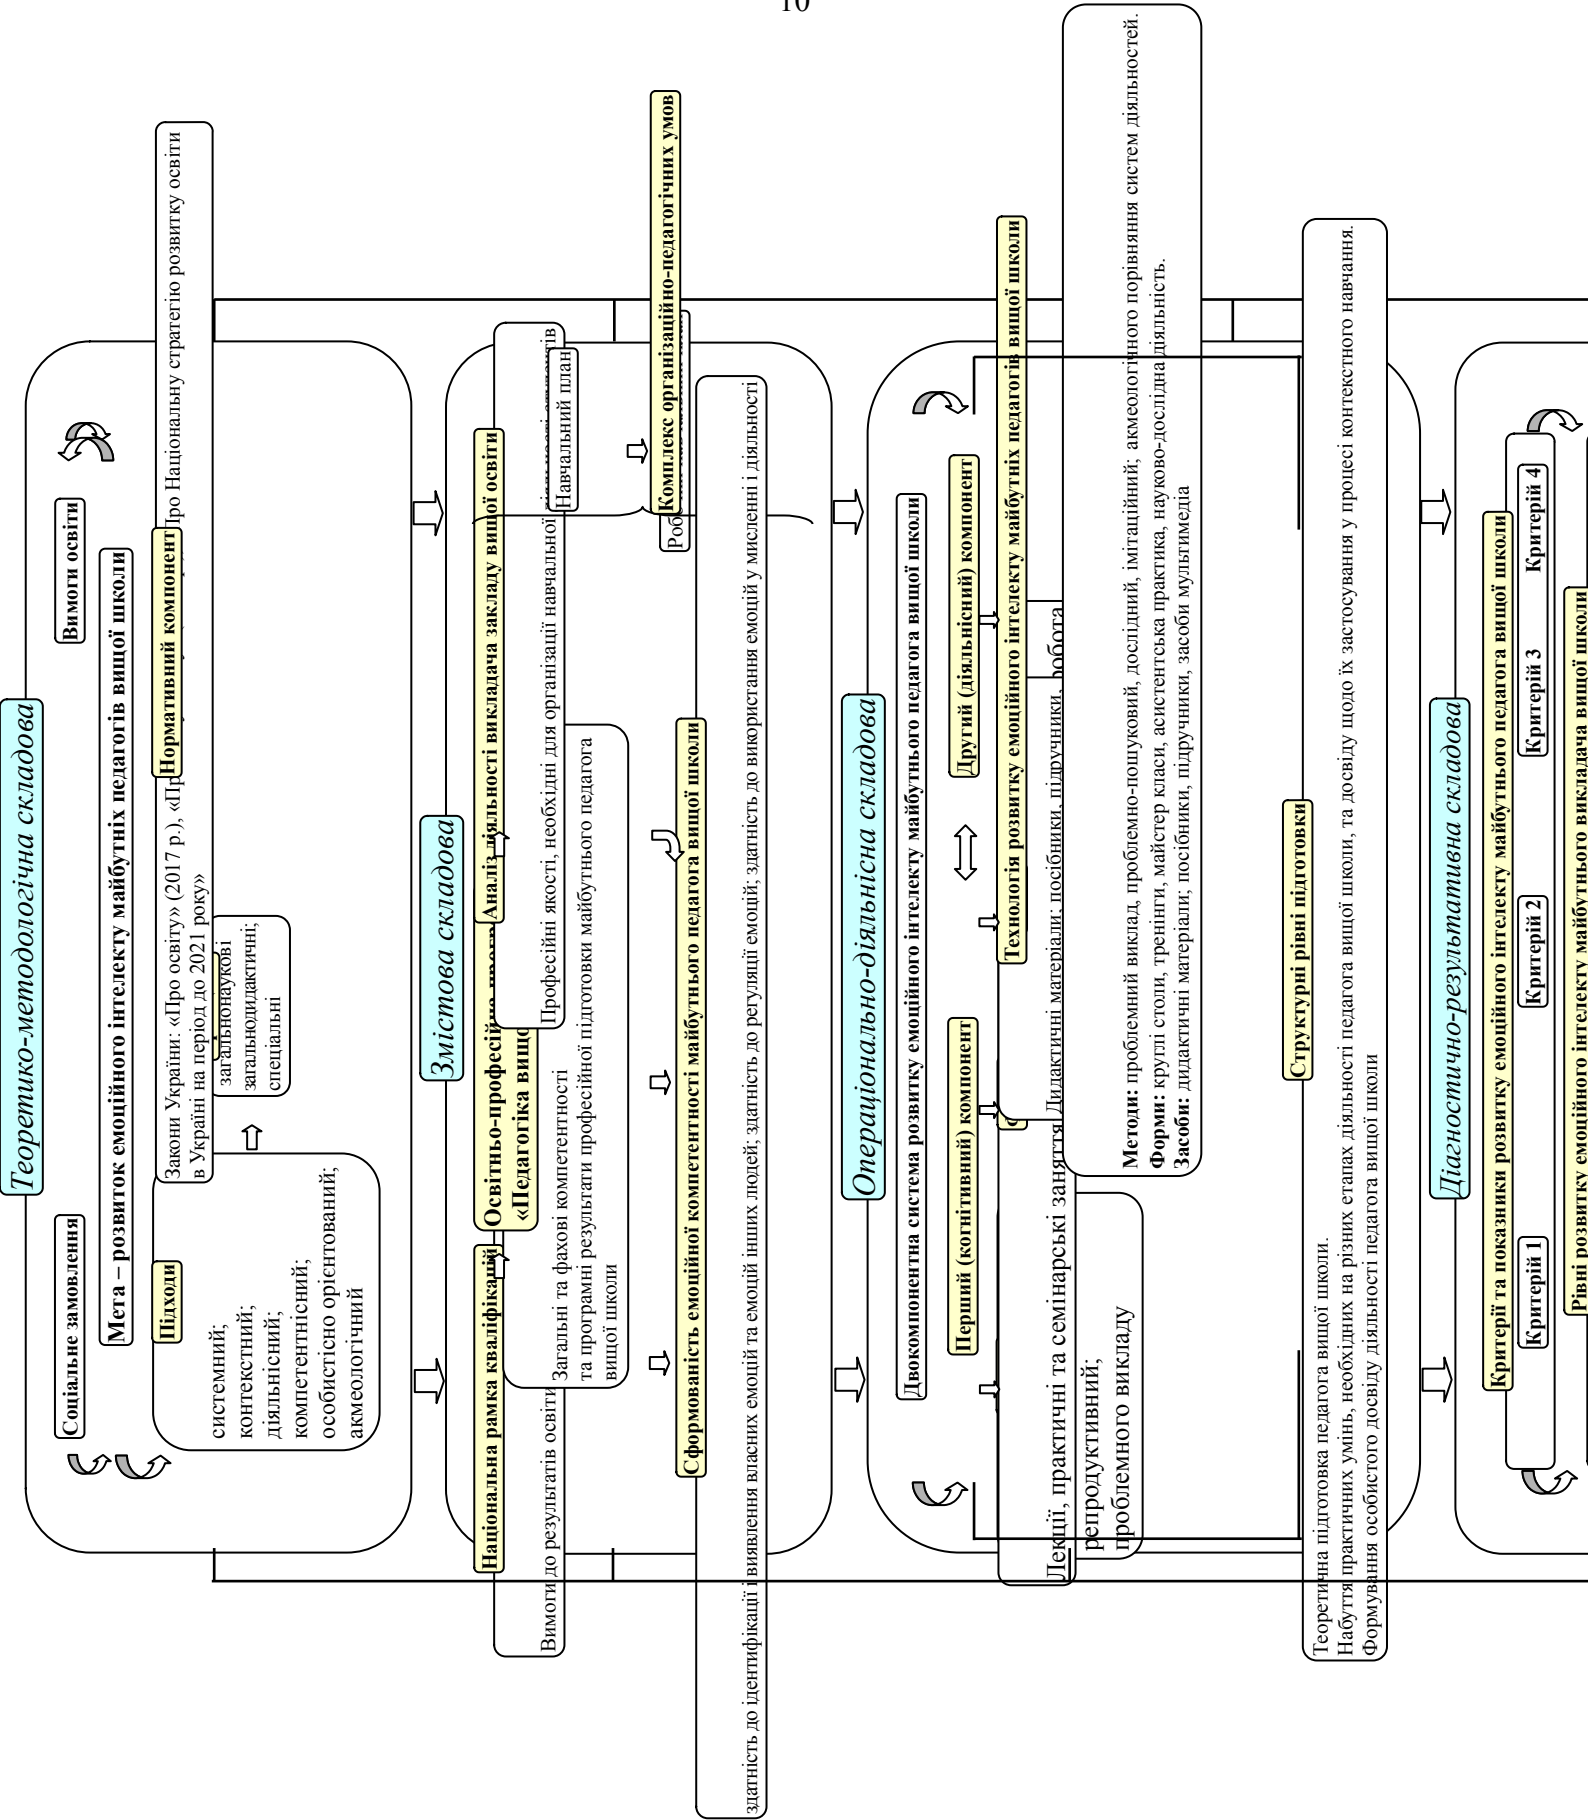 10
Теоретико-методологічна складова
Соціальне замовлення
Вимоги освіти
Мета – розвиток емоційного інтелекту майбутніх педагогів вищої школи
Підходи
Нормативний компонент
системний;
контекстний;
діяльнісний;
компетентнісний;
особистісно орієнтований;
акмеологічний
Закони України: «Про освіту» (2017 р.), «Пр
Про Національну стратегію розвитку освіти
в Україні на період до 2021 року»
загальнонаукові
загальнодидактичні;
спеціальні
Змістова складова
Національна рамка кваліфікацій
Освітньо-професійна
«Педагогіка вищо
Аналіз діяльності викладача закладу вищої освіти
Вимоги до результатів освіти
Загальні та фахові компетентності
та програмні результати професійної підготовки майбутнього педагога
вищої школи
Професійні якості, необхідні для організації навчальної діяльності студентів
Навчальний план
Роб
Комплекс організаційно-педагогічних умов
Сформованість емоційної компетентності майбутнього педагога вищої школи
здатність до ідентифікації і виявлення власних емоцій та емоцій інших людей; здатність до регуляції емоцій; здатність до використання емоцій у мисленні і діяльності
Операціонально-діяльнісна складова
Двокомпонентна система розвитку емоційного інтелекту майбутнього педагога вищої школи
Перший (когнітивний) компонент
Другий (діяльнісний) компонент
Технологія розвитку емоційного інтелекту майбутніх педагогів вищої школи
Лекції, практичні та семінарські заняття
репродуктивний;
проблемного викладу
Дидактичні матеріали: посібники, підручники,
робота
Методи: проблемний виклад, проблемно-пошуковий, дослідний, імітаційний; акмеологічного порівняння систем діяльностей.
Форми: круглі столи, тренінги, майстер класи, асистентська практика, науково-дослідна діяльність.
Засоби: дидактичні матеріали; посібники, підручники, засоби мультимедіа
Структурні рівні підготовки
Теоретична підготовка педагога вищої школи.
Набуття практичних умінь, необхідних на різних етапах діяльності педагога вищої школи, та досвіду щодо їх застосування у процесі контекстного навчання.
Формування особистого досвіду діяльності педагога вищої школи
Діагностично-результативна складова
Критерії та показники розвитку емоційного інтелекту майбутнього педагога вищої школи
Критерій 1
Критерій 2
Критерій 3
Критерій 4
Рівні розвитку емоційного інтелекту майбутнього викладача вищої школи